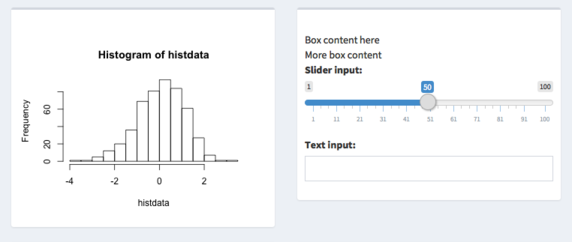 Histogram of histdata
Frequency
60
20
0
-4 -2 0 2
histdata
Box content here
More box content
Slider input:
1 50 100
1 11 21 31 41 51 61 71 81 91 100
Text input: